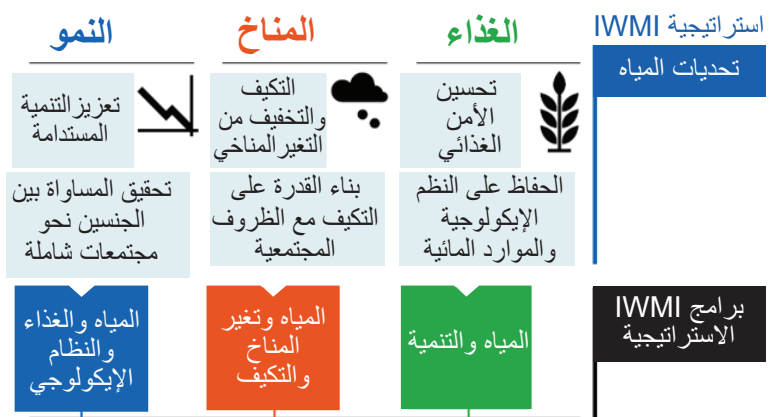 استراتيجية IWMI
الغذاء
المناخ
النمو
تحديات المياه
تحسين
الأمن
الغذائي
التكيف
والتخفيف من
التغير المناخي
تعزيز التنمية
المستدامة
الحفاظ على النظم
الإيكولوجية
والموارد المائية
بناء القدرة على
التكيف مع الظروف
المجتمعية
تحقيق المساواة بين
الجنسين نحو
مجتمعات شاملة
برامج IWMI
الاستراتيجية
المياه والتنمية
المياه وتغير
المناخ
والتكيف
المياه والغذاء
والنظام
الإيكولوجي